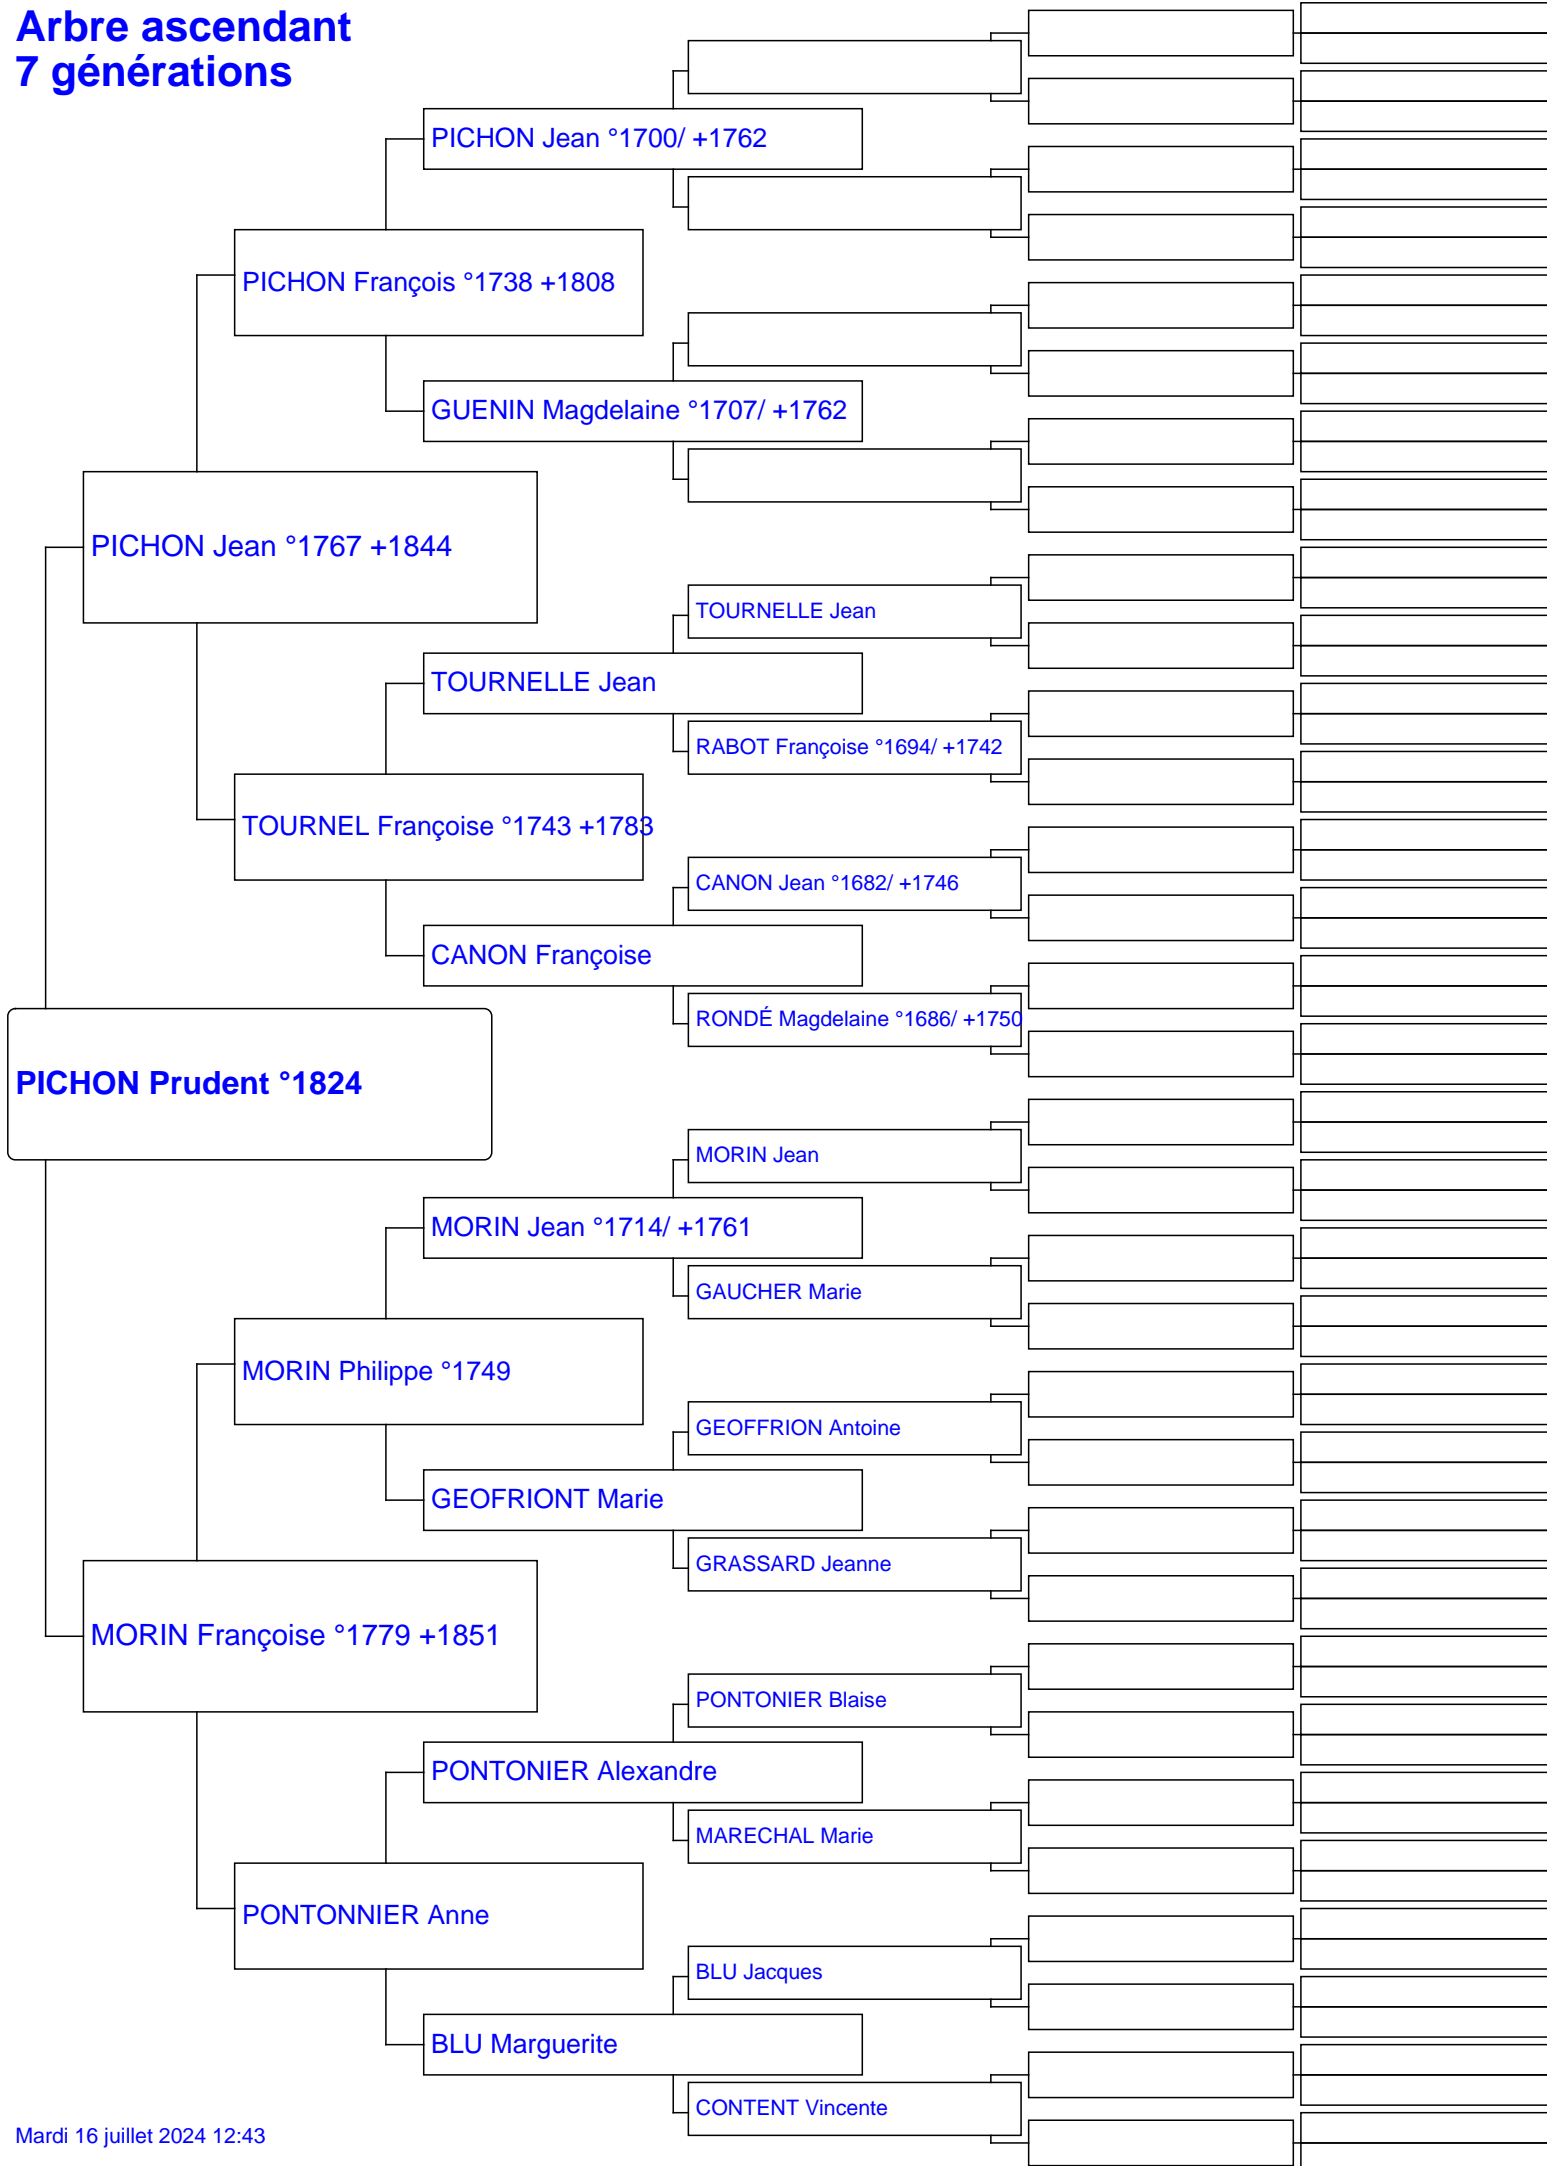 Arbre ascendant
7 générations
PICHON Jean °1700/ +1762
PICHON François °1738 +1808
GUENIN Magdelaine °1707/ +1762
PICHON Jean °1767 +1844
TOURNELLE Jean
TOURNELLE Jean
RABOT Françoise °1694/ +1742
TOURNEL Françoise °1743 +1783
CANON Jean °1682/ +1746
CANON Françoise
RONDÉ Magdelaine °1686/ +1750
PICHON Prudent °1824
MORIN Jean
MORIN Jean °1714/ +1761
GAUCHER Marie
MORIN Philippe °1749
GEOFFRION Antoine
GEOFRIONT Marie
GRASSARD Jeanne
MORIN Françoise °1779 +1851
PONTONIER Blaise
PONTONIER Alexandre
MARECHAL Marie
PONTONNIER Anne
BLU Jacques
BLU Marguerite
CONTENT Vincente
Mardi 16 juillet 2024 12:43